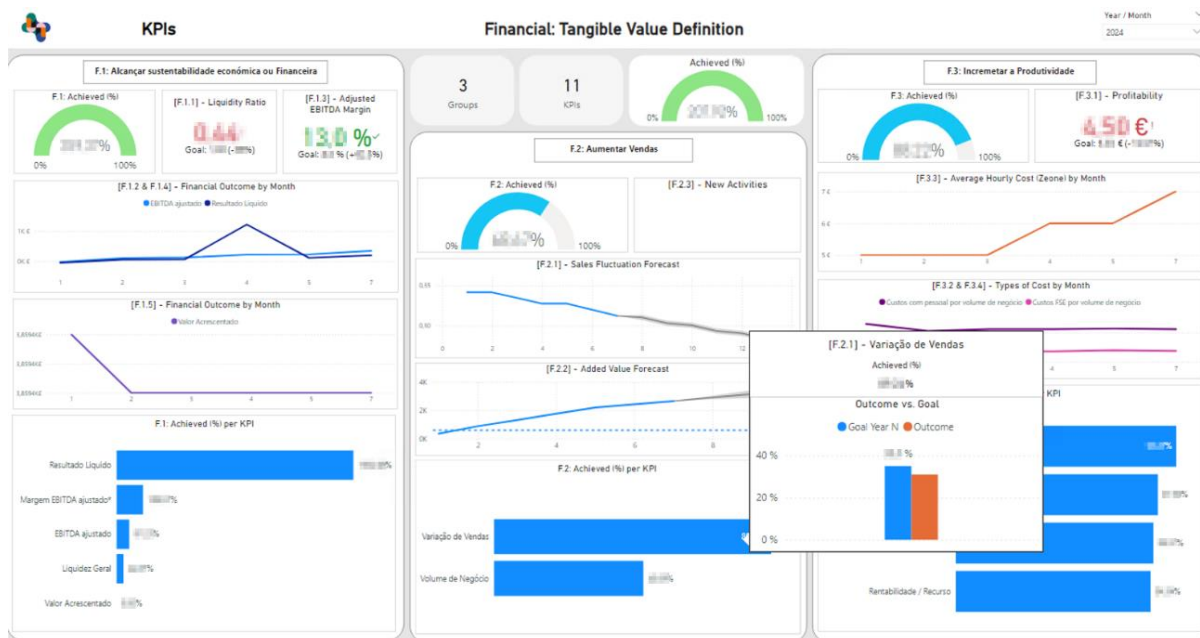 KPIs
Financial: Tangible Value Definition
Year / Month
2024
F.1: Alcançar sustentabilidade económica ou Financeira
F.1: Achieved (%)
0%
100%
[F.1.1] - Liquidity Ratio
Goal:
[F.1.3] - Adjusted
EBITDA Margin
13,0 %
Goal:
[F.1.2 & F.1.4] - Financial Outcome by Month
EBITDA ajustado Resultado Líquido
1K €
0K €
1 2 3 4 5 6 7
[F.1.5] - Financial Outcome by Month
Valor Acrescentado
1 2 3 4 5 6 7
F.1: Achieved (%) per KPI
Resultado Líquido
Margem EBITDA ajustado*
EBITDA ajustado
Liquidez Geral
Valor Acrescentado
3
Groups
11
KPIs
Achieved (%)
0%
100%
F.2: Aumentar Vendas
F.2: Achieved (%)
0%
100%
[F.2.3] - New Activities
[F.2.1] - Sales Fluctuation Forecast
0 2 4 6 8 10 12
[F.2.2] - Added Value Forecast
4K
2K
0K
2 4 6 8
F.2: Achieved (%) per KPI
Variação de Vendas
Volume de Negócio
F.3: Incremetar a Produtividade
F.3: Achieved (%)
0%
100%
[F.3.1] - Profitability
4,50 €
Goal:
[F.3.3] - Average Hourly Cost (Zeone) by Month
7 €
6 €
5 €
1 2 3 4 5 6 7
[F.3.2 & F.3.4] - Types of Cost by Month
Custos com pessoal por volume de negócio Custos FSE por volume de negócio
KPI
Rentabilidade / Recurso
[F.2.1] - Variação de Vendas
Achieved (%)
Outcome vs. Goal
Goal Year N Outcome
40 %
20 %
0 %